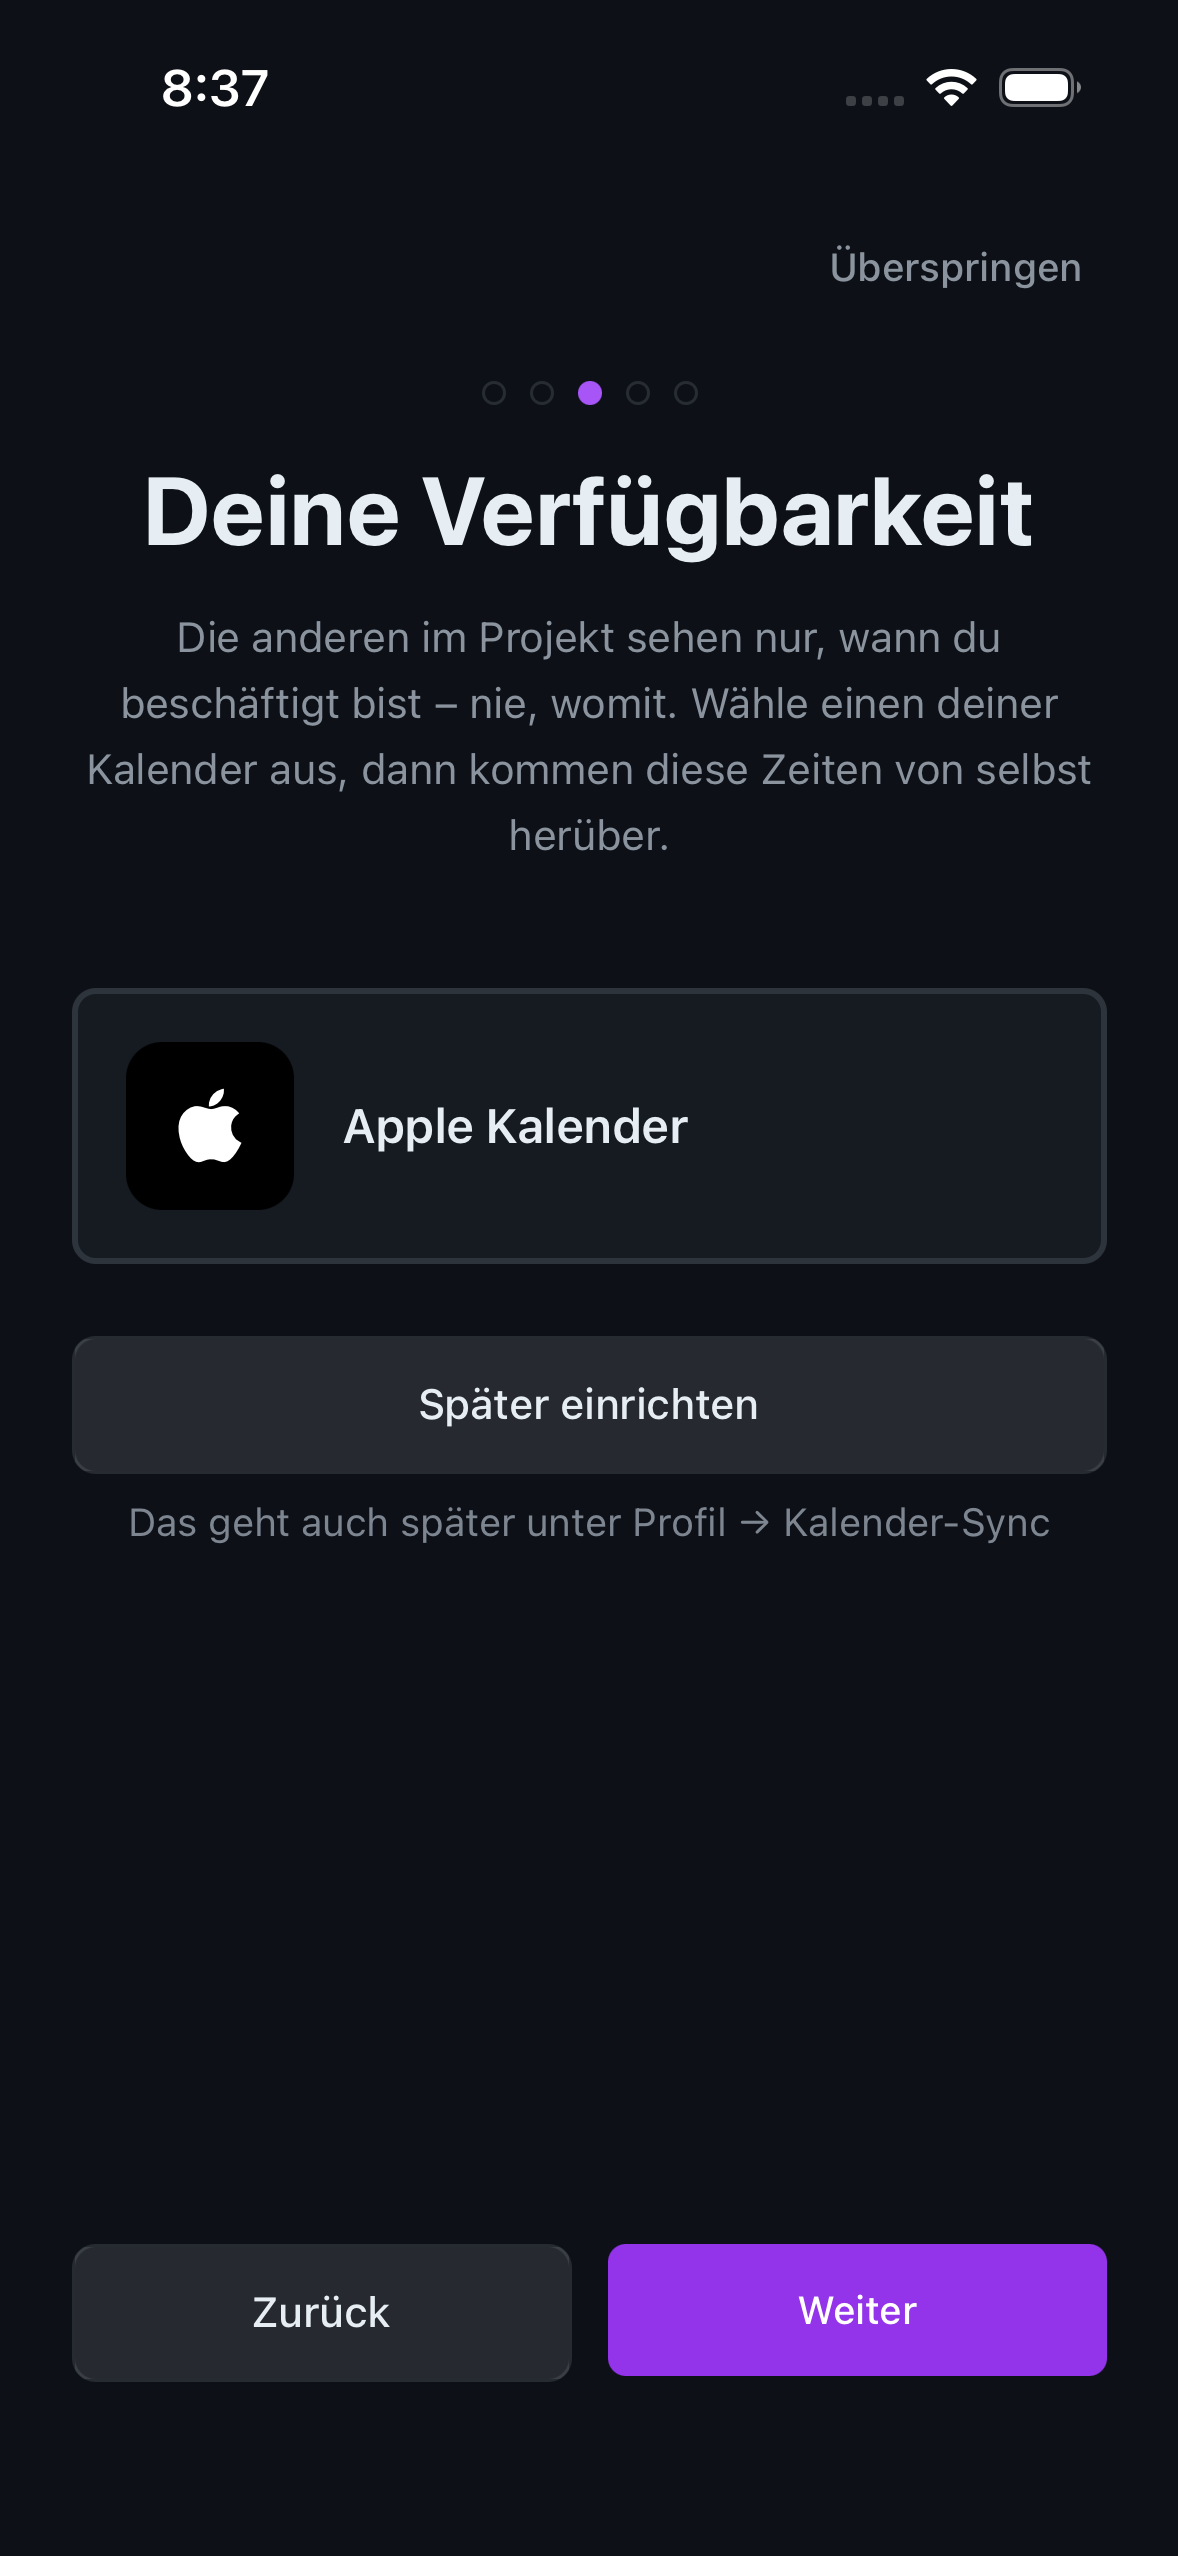 8:37
Überspringen
Deine Verfügbarkeit
Die anderen im Projekt sehen nur, wann du
beschäftigt bist – nie, womit. Wähle einen deiner
Kalender aus, dann kommen diese Zeiten von selbst
herüber.
Apple Kalender
Später einrichten
Das geht auch später unter Profil → Kalender-Sync
Zurück
Weiter